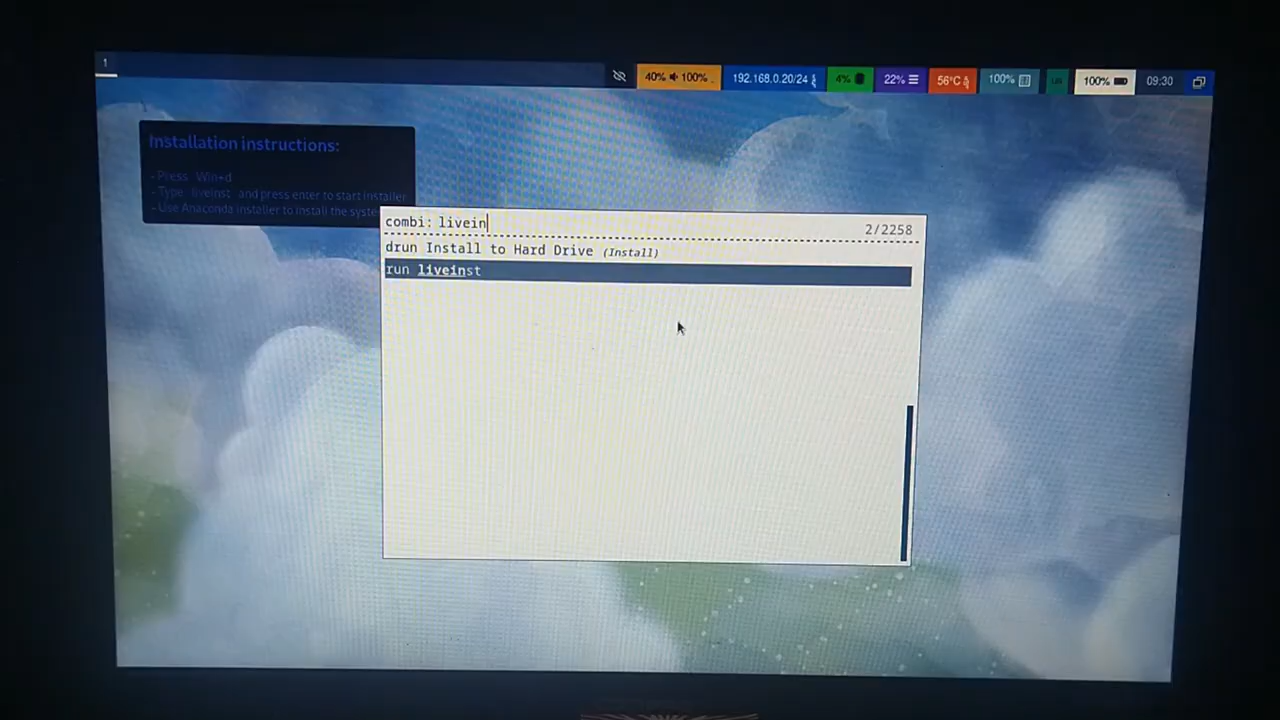 1
40% 100%
192.168.0.20/24
4%
22%
56°C
100%
us
100%
09:30
Installation instructions:
- Press Win+d
- Type liveinst and press enter to start installer
- Use Anaconda installer to install the syste
combi: livein
2/2258
drun Install to Hard Drive (Install)
run liveinst